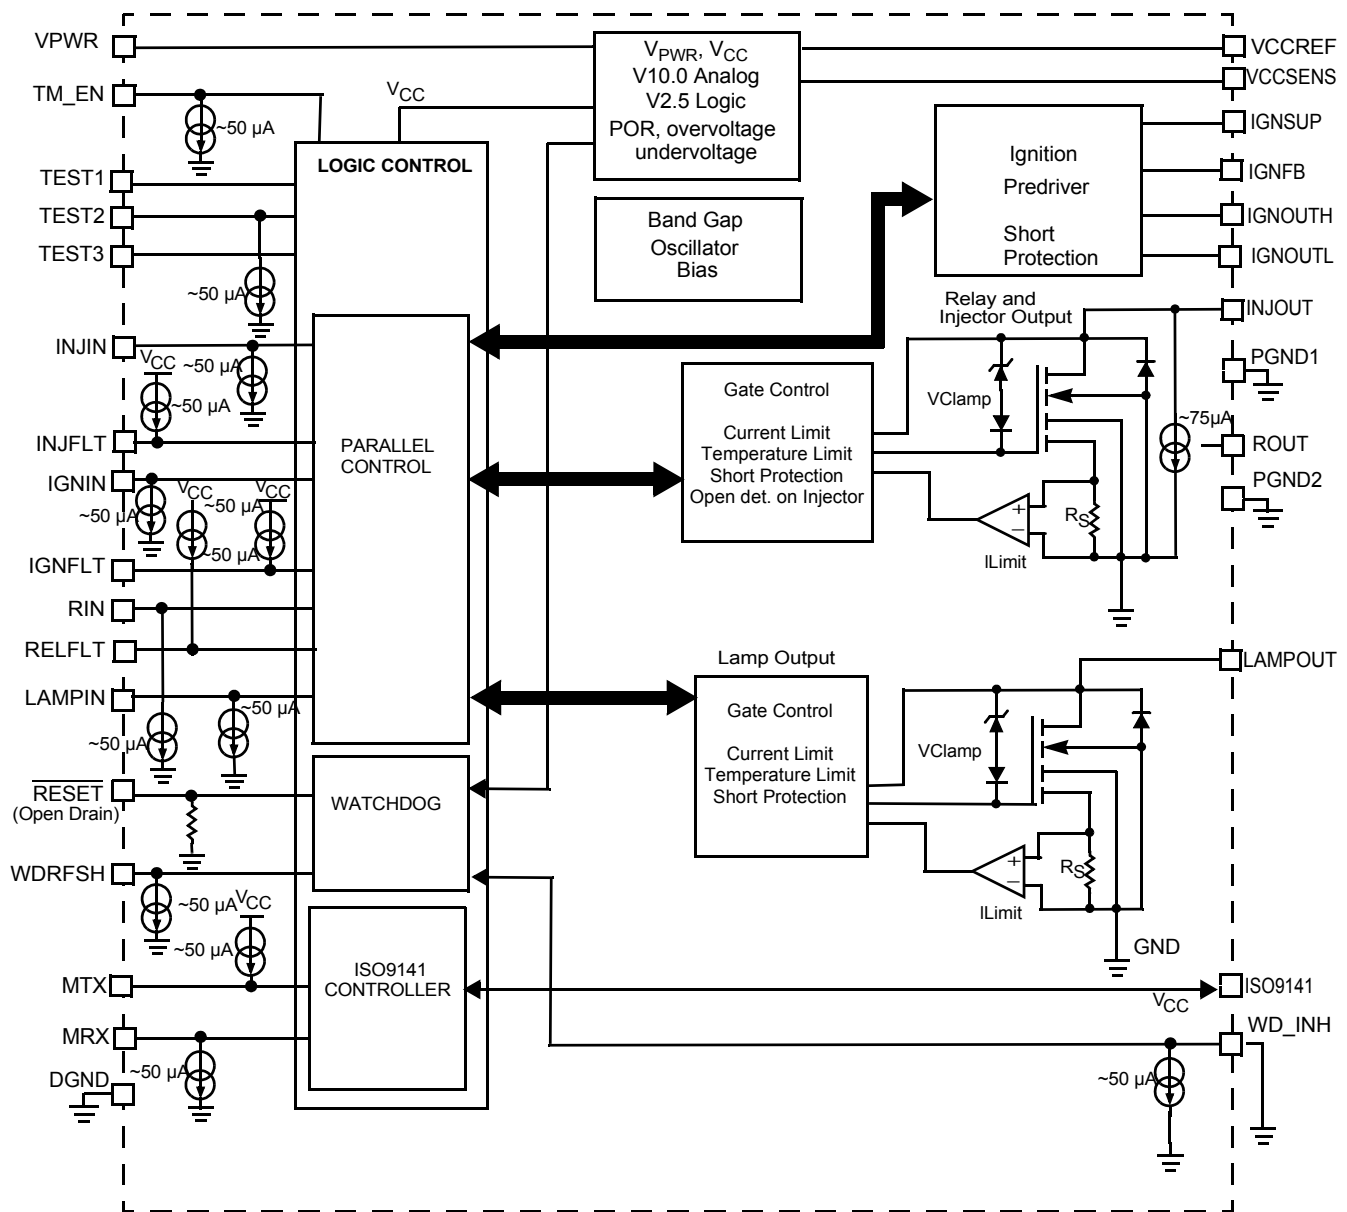 VPWR
TM_EN
~50 µA
TEST1
TEST2
TEST3
~50 µA
INJIN
VCC
~50 µA
~50 µA
INJFLT
IGNIN
~50 µA
VCC
~50 µA
VCC
~50 µA
IGNFLT
RIN
RELFLT
LAMPIN
~50 µA
~50 µA
RESET
(Open Drain)
WDRFSH
~50 µA
VCC
~50 µA
MTX
MRX
~50 µA
DGND
VCC
LOGIC CONTROL
PARALLEL
CONTROL
WATCHDOG
ISO9141
CONTROLLER
VPWR, VCC
V10.0 Analog
V2.5 Logic
POR, overvoltage
undervoltage
Band Gap
Oscillator
Bias
Ignition
Predriver
Short
Protection
Relay and
Injector Output
Gate Control
Current Limit
Temperature Limit
Short Protection
Open det. on Injector
VClamp
+
–
RS
ILimit
~75µA
Lamp Output
Gate Control
Current Limit
Temperature Limit
Short Protection
VClamp
+
–
RS
ILimit
GND
VCC
~50 µA
VCCREF
VCCSENS
IGNSUP
IGNFB
IGNOUTH
IGNOUTL
INJOUT
PGND1
ROUT
PGND2
LAMPOUT
ISO9141
WD_INH